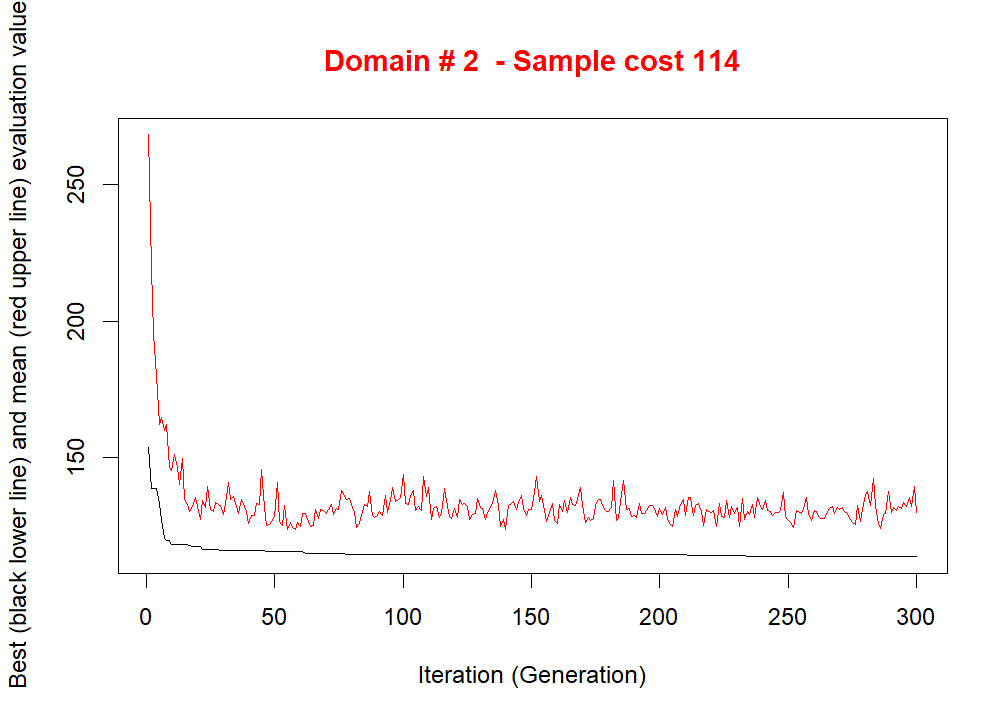 Domain # 2 - Sample cost 114
Best (black lower line) and mean (red upper line) evaluation value
250
200
150
0 50 100 150 200 250 300
Iteration (Generation)